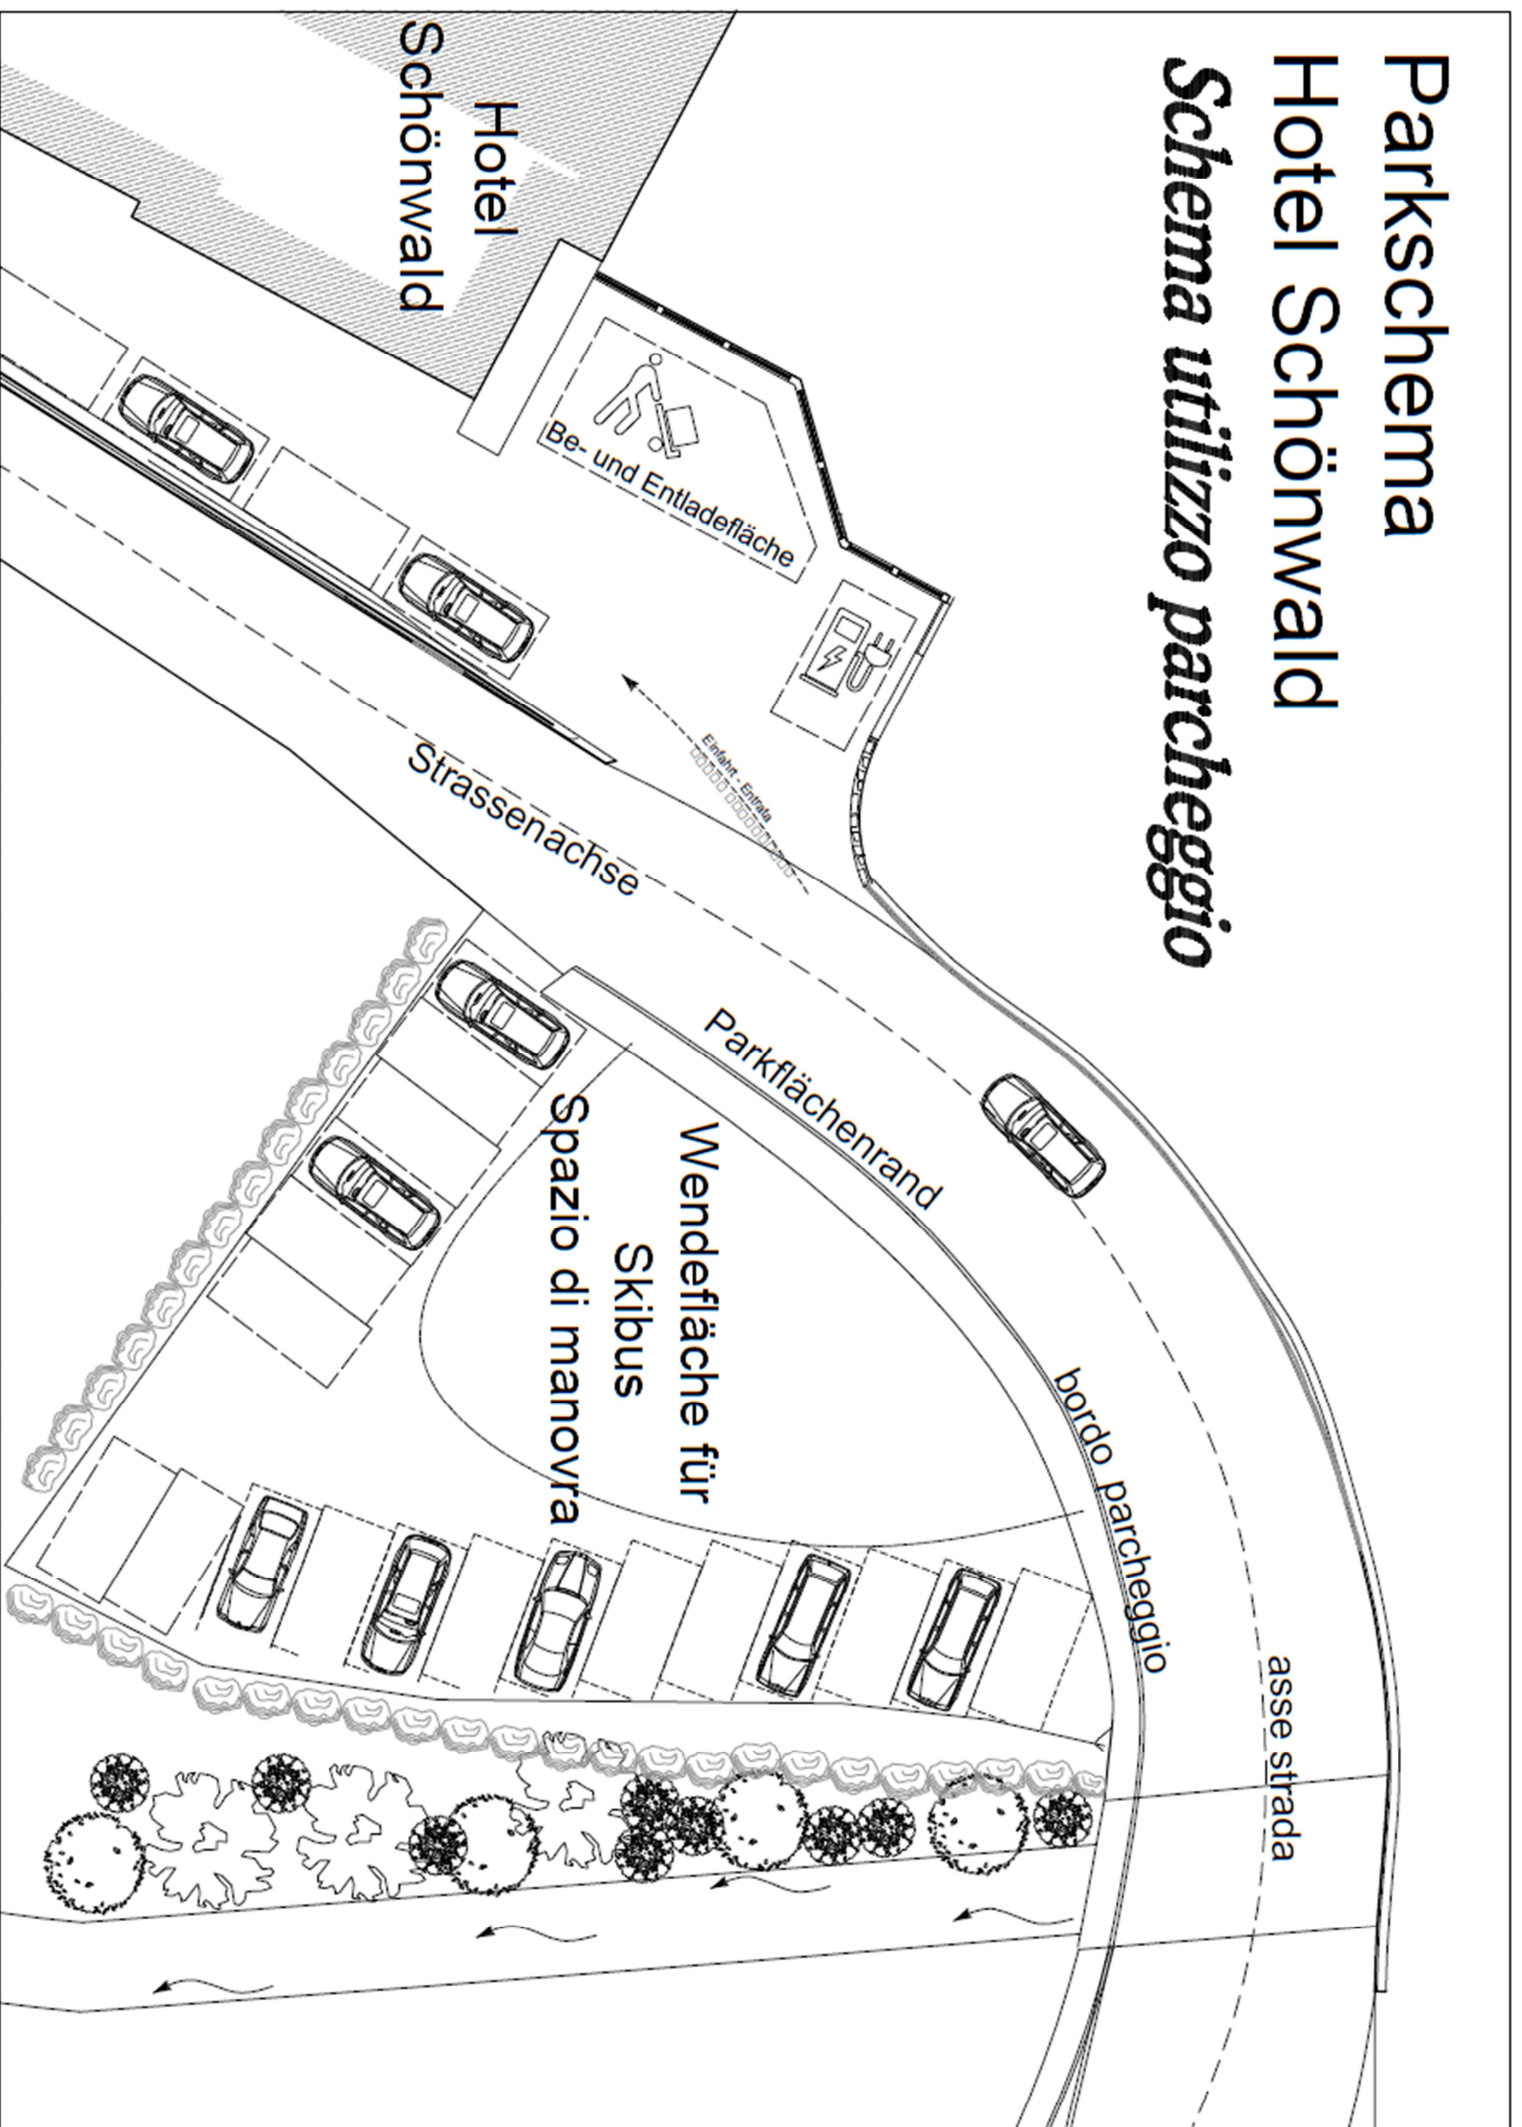 Parkschema
Hotel Schönwald
Schema utilizzo parcheggio
Hotel
Schönwald
Be- und Entladefläche
Einfahrt - Entrata
Strassenachse
Parkflächenrand
bordo parcheggio
asse strada
Wendefläche für
Skibus
Spazio di manovra